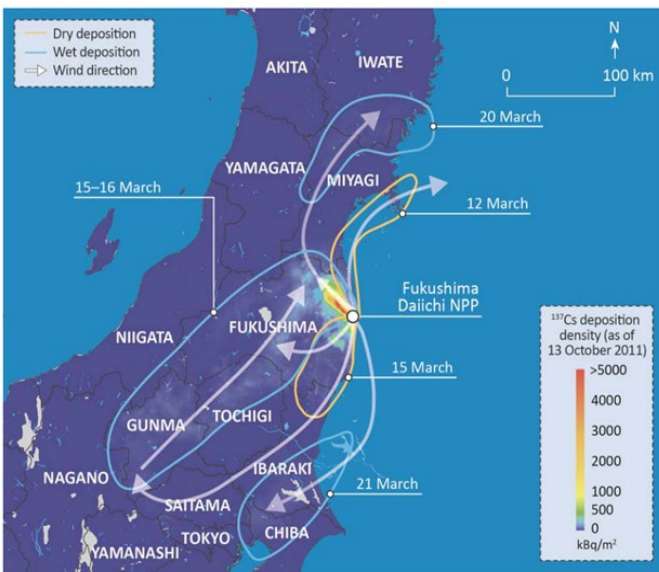 Dry deposition
Wet deposition
Wind direction
N
0 100 km
AKITA
IWATE
20 March
YAMAGATA
MIYAGI
15–16 March
12 March
Fukushima
Daiichi NPP
FUKUSHIMA
NIIGATA
15 March
TOCHIGI
GUNMA
IBARAKI
NAGANO
21 March
SAITAMA
TOKYO
CHIBA
YAMANASHI
¹³⁷Cs deposition
density (as of
13 October 2011)
>5000
4000
3000
2000
1000
500
0
kBq/m²